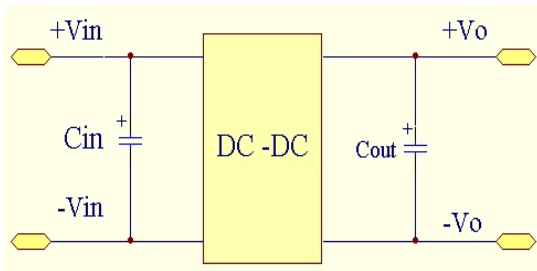 +Vin
+Vo
+
Cin
DC -DC
+
Cout
-Vin
-Vo